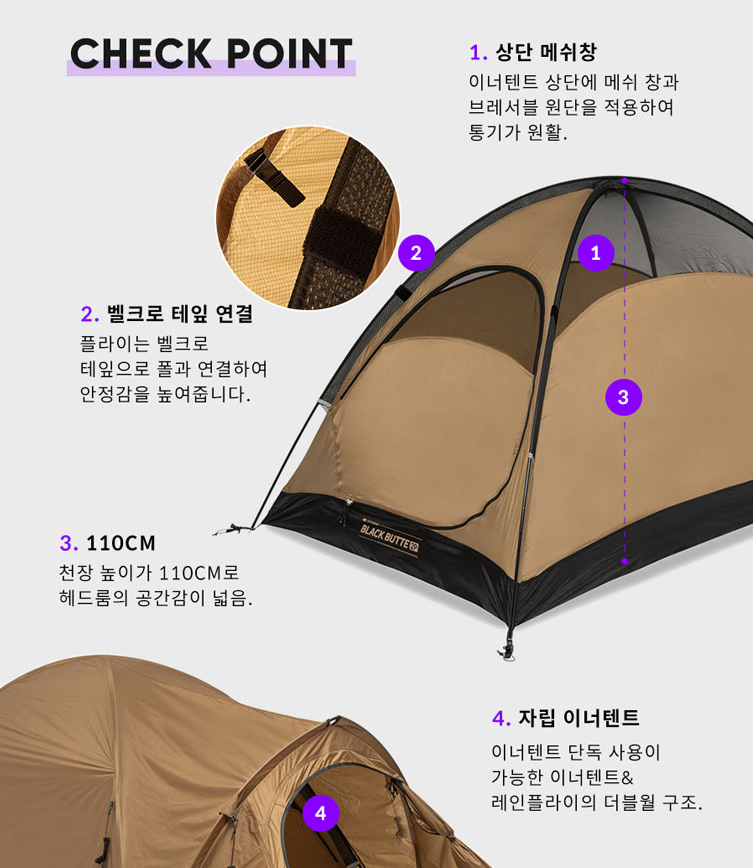 CHECK POINT
1. 상단 메쉬창
이너텐트 상단에 메쉬 창과
브레서블 원단을 적용하여
통기가 원활.
2
1
2. 벨크로 테잎 연결
플라이는 벨크로
테잎으로 폴과 연결하여
안정감을 높여줍니다.
3
BLACK BUTTE 2P
3. 110CM
천장 높이가 110CM로
헤드룸의 공간감이 넓음.
4. 자립 이너텐트
이너텐트 단독 사용이
가능한 이너텐트&
레인플라이의 더블월 구조.
4